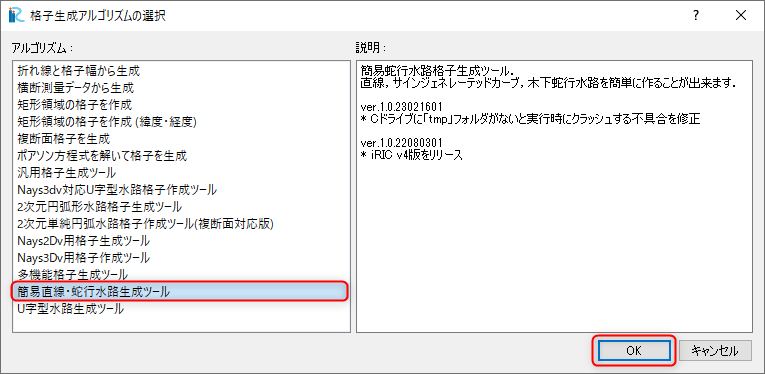 格子生成アルゴリズムの選択
アルゴリズム：
説明：
折れ線と格子幅から生成
横断測量データから生成
矩形領域の格子を作成
矩形領域の格子を作成 (緯度・経度)
複断面格子を生成
ポアソン方程式を解いて格子を生成
汎用格子生成ツール
Nays3dv対応U字型水路格子作成ツール
2次元円弧形水路格子生成ツール
2次元単純円弧水路格子作成ツール(複断面対応版)
Nays2Dv用格子生成ツール
Nays3Dv用格子作成ツール
多機能格子生成ツール
簡易直線・蛇行水路生成ツール
U字型水路生成ツール
簡易蛇行水路格子生成ツール．
直線，サインジェネレーテッドカーブ，木下蛇行水路を簡単に作ることが出来ます．
ver.1.0.23021601
* Cドライブに「tmp」フォルダがないと実行時にクラッシュする不具合を修正
ver.1.0.22080301
* iRIC v4版をリリース
OK
キャンセル